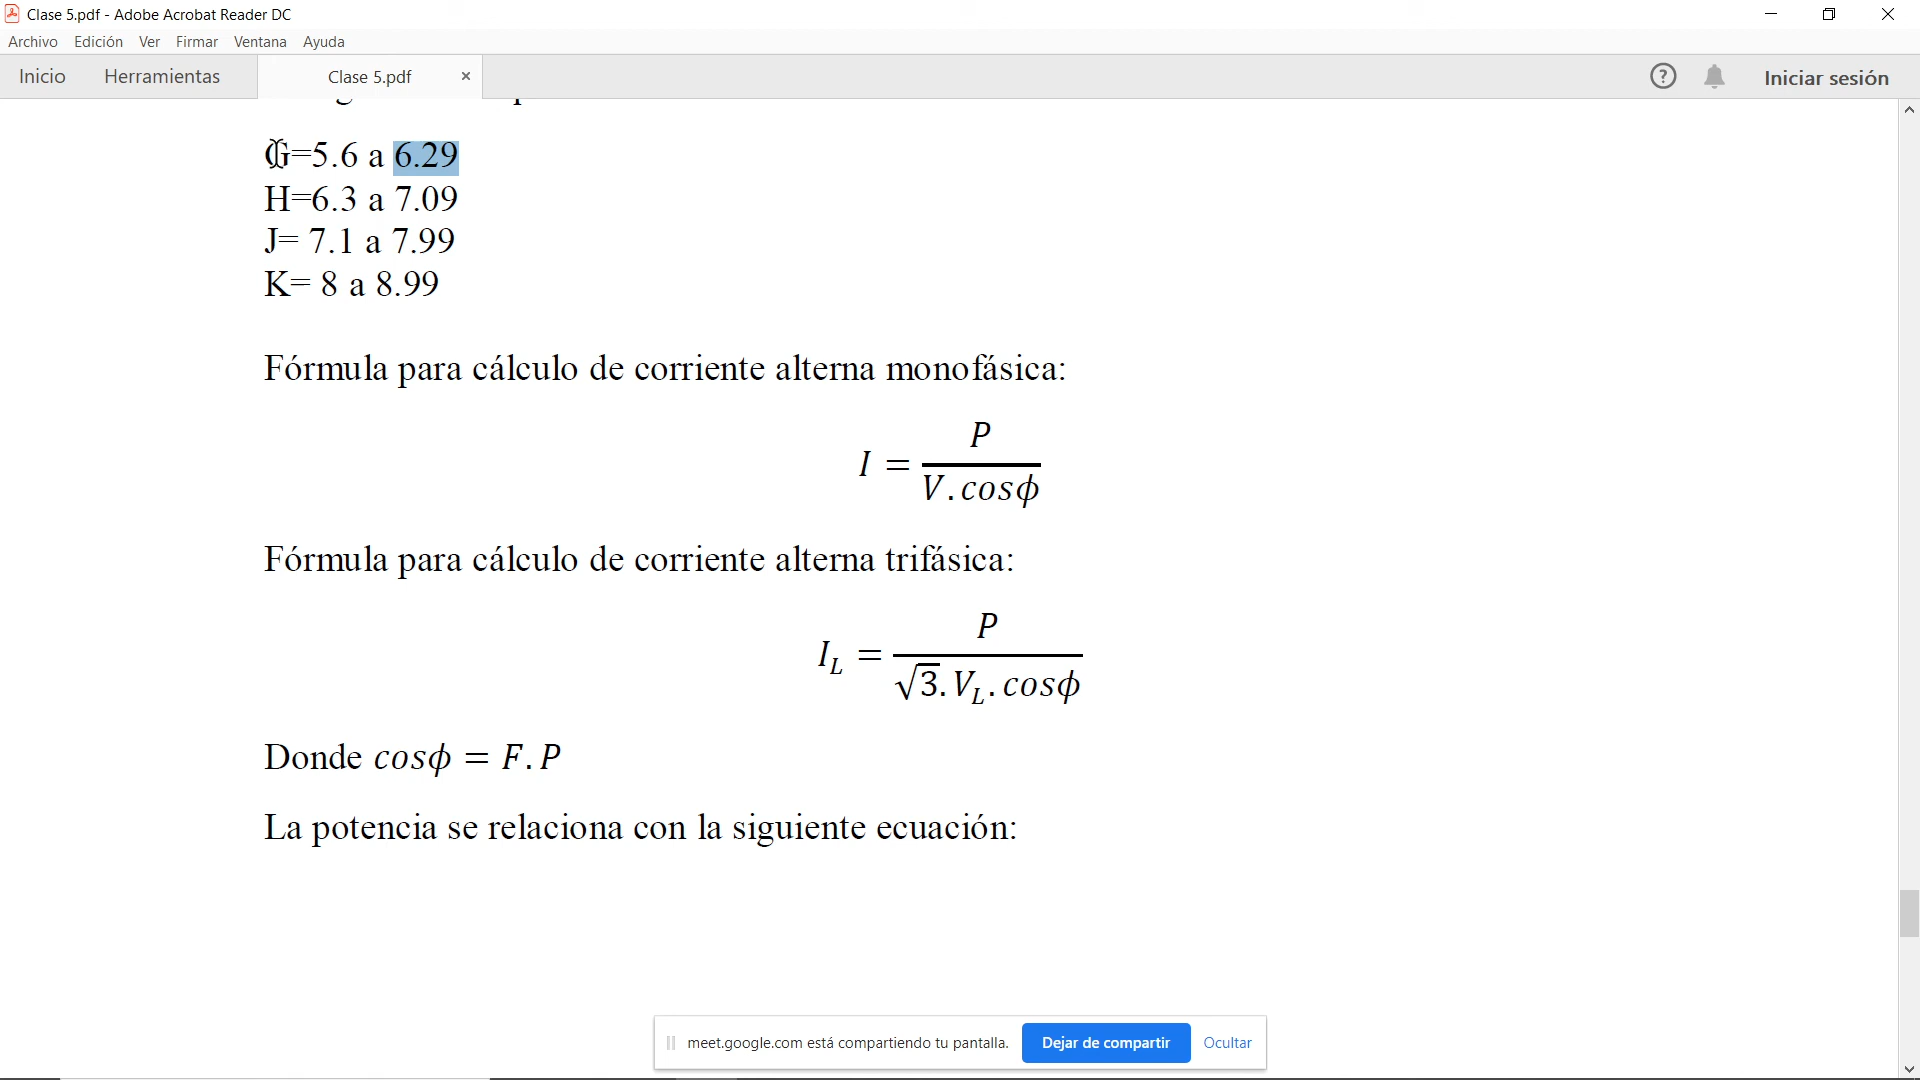 Clase 5.pdf - Adobe Acrobat Reader DC
Archivo Edición Ver Firmar Ventana Ayuda
Inicio Herramientas Clase 5.pdf × ? Iniciar sesión
G=5.6 a 6.29
H=6.3 a 7.09
J= 7.1 a 7.99
K= 8 a 8.99
Fórmula para cálculo de corriente alterna monofásica:
I = P / V.cosϕ
Fórmula para cálculo de corriente alterna trifásica:
I_L = P / √3.V_L.cosϕ
Donde cosϕ = F.P
La potencia se relaciona con la siguiente ecuación:
meet.google.com está compartiendo tu pantalla. Dejar de compartir Ocultar